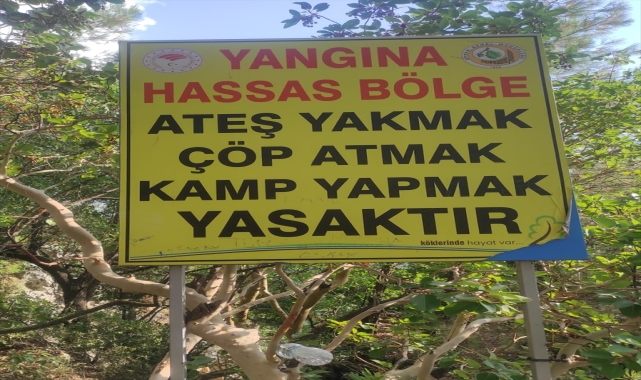 YANGINA
HASSAS BÖLGE
ATEŞ YAKMAK
ÇÖP ATMAK
KAMP YAPMAK
YASAKTIR
köklerinde hayat var...